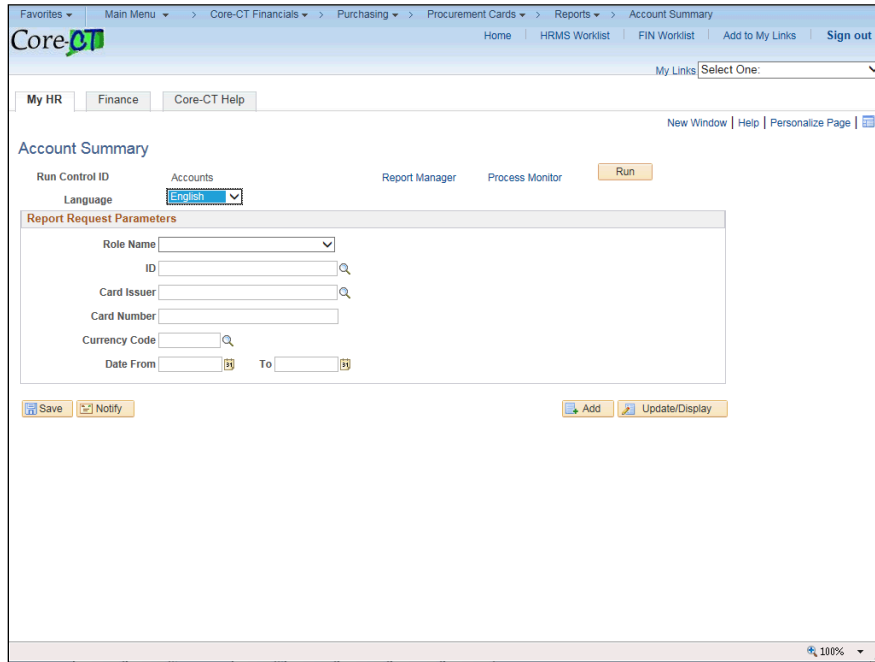 Favorites Main Menu > Core-CT Financials > Purchasing > Procurement Cards > Reports > Account Summary
Core-CT
Home HRMS Worklist FIN Worklist Add to My Links Sign out
My Links Select One:
My HR Finance Core-CT Help
New Window | Help | Personalize Page |
Account Summary
Run Control ID Accounts Report Manager Process Monitor Run
Language English
Report Request Parameters
Role Name
ID
Card Issuer
Card Number
Currency Code
Date From 31 To 31
Save Notify Add Update/Display
100%